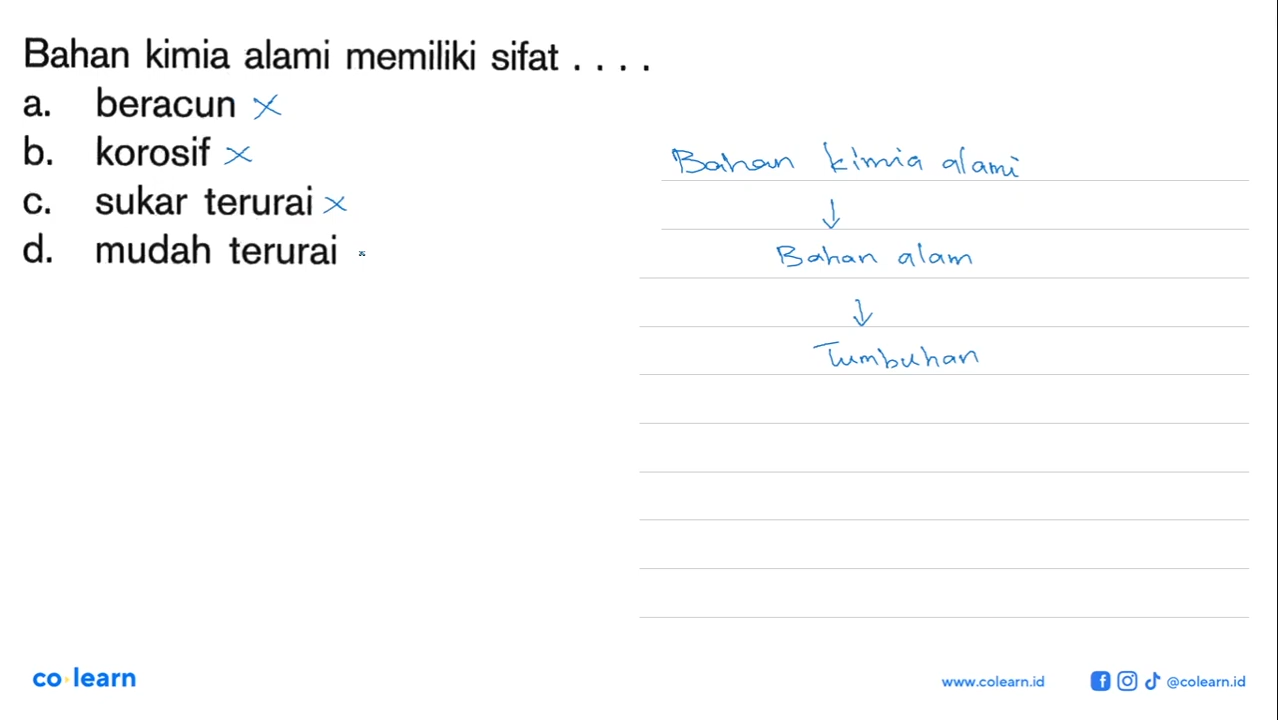 Bahan kimia alami memiliki sifat . . . .
a. beracun ×
b. korosif ×
c. sukar terurai ×
d. mudah terurai
Bahan kimia alami
↓
Bahan alam
↓
Tumbuhan
co learn
www.colearn.id @colearn.id